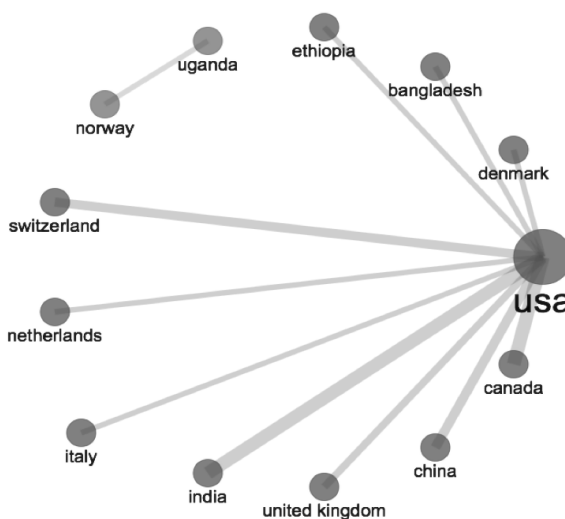 ethiopia
uganda
bangladesh
norway
denmark
switzerland
usa
netherlands
canada
italy
china
india
united kingdom